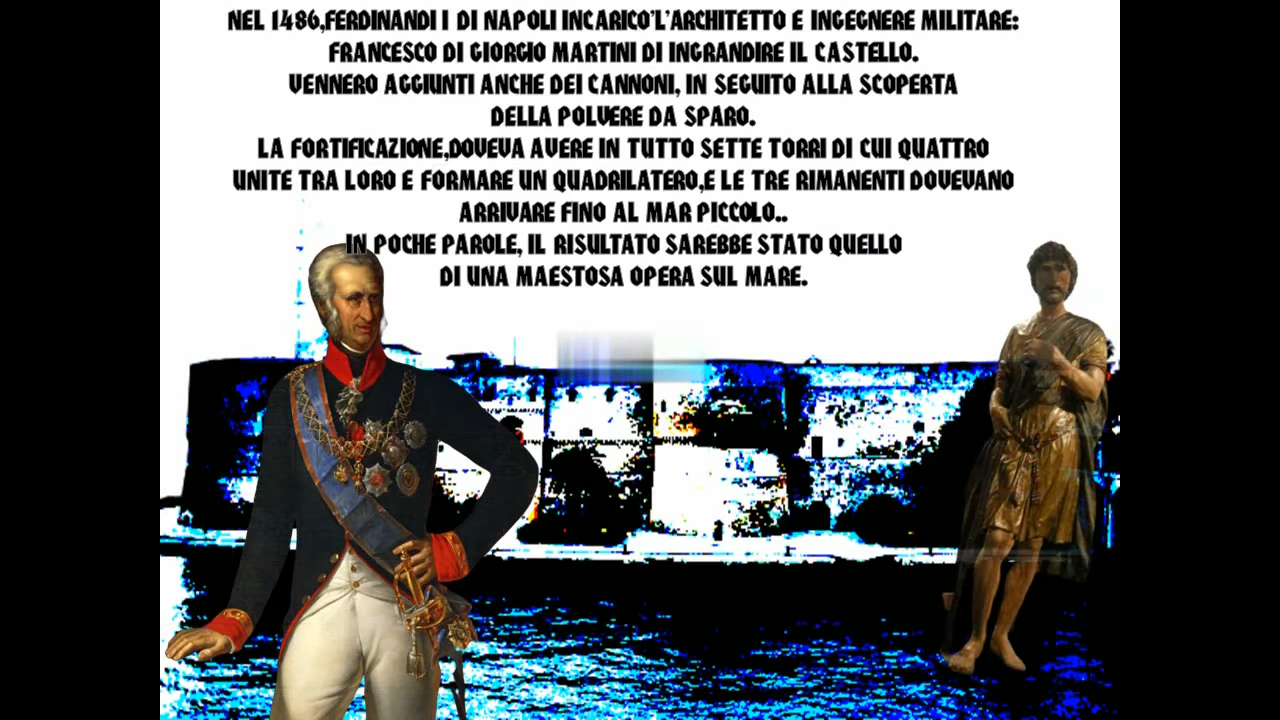 NEL 1486,FERDINANDI I DI NAPOLI INCARICO'L'ARCHITETTO E INGEGNERE MILITARE:
FRANCESCO DI GIORGIO MARTINI DI INGRANDIRE IL CASTELLO.
VENNERO AGGIUNTI ANCHE DEI CANNONI, IN SEGUITO ALLA SCOPERTA
DELLA POLVERE DA SPARO.
LA FORTIFICAZIONE,DOVEVA AVERE IN TUTTO SETTE TORRI DI CUI QUATTRO
UNITE TRA LORO E FORMARE UN QUADRILATERO,E LE TRE RIMANENTI DOVEVANO
ARRIVARE FINO AL MAR PICCOLO..
IN POCHE PAROLE, IL RISULTATO SAREBBE STATO QUELLO
DI UNA MAESTOSA OPERA SUL MARE.